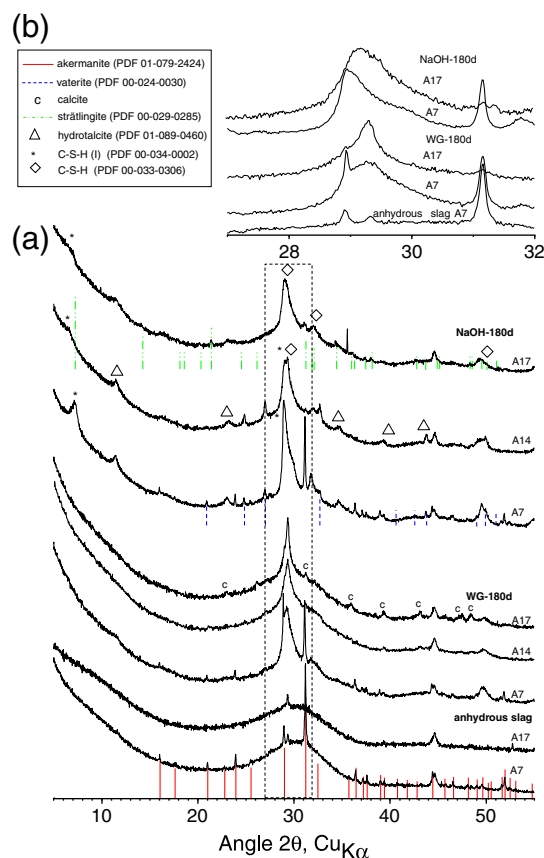 (b)
akermanite (PDF 01-079-2424)
vaterite (PDF 00-024-0030)
c calcite
strätlingite (PDF 00-029-0285)
hydrotalcite (PDF 01-089-0460)
* C-S-H (I) (PDF 00-034-0002)
C-S-H (PDF 00-033-0306)
NaOH-180d
A17
A7
WG-180d
A17
A7
anhydrous slag A7
28 30 32
(a)
*
*
*
*
*
NaOH-180d
A17
A14
A7
c c c c c c c
WG-180d
A17
A14
A7
anhydrous slag
A17
A7
10 20 30 40 50
Angle 2θ, CuKα